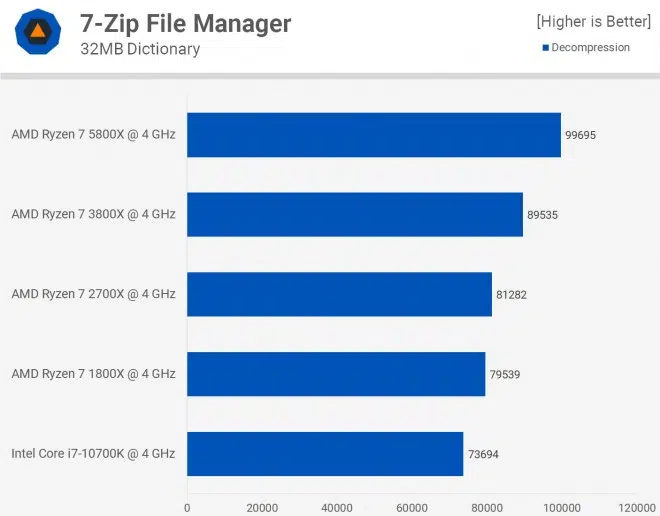 7-Zip File Manager
32MB Dictionary
[Higher is Better]
Decompression
AMD Ryzen 7 5800X @ 4 GHz
99695
AMD Ryzen 7 3800X @ 4 GHz
89535
AMD Ryzen 7 2700X @ 4 GHz
81282
AMD Ryzen 7 1800X @ 4 GHz
79539
Intel Core i7-10700K @ 4 GHz
73694
0 20000 40000 60000 80000 100000 120000